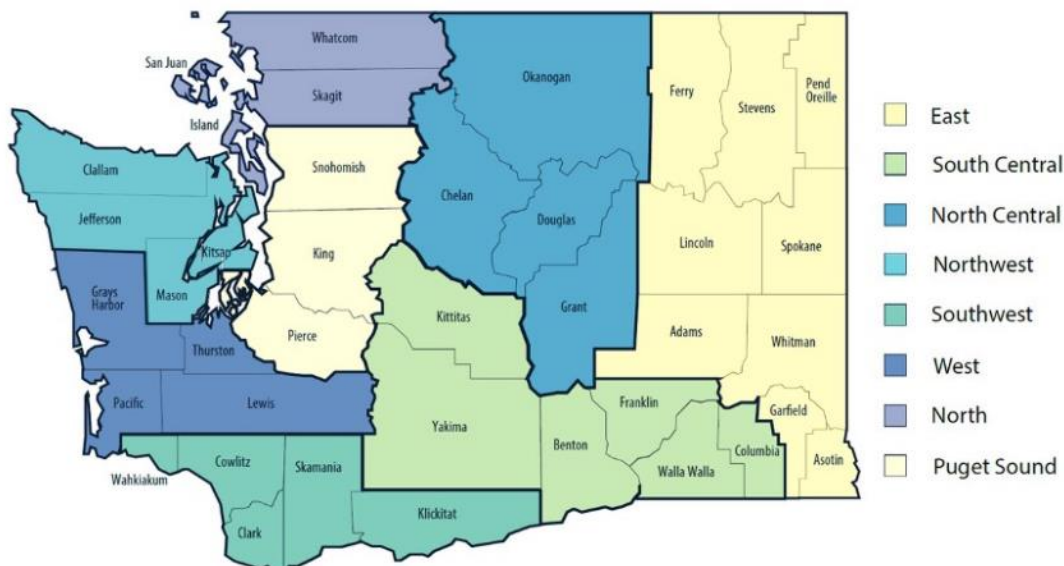 Whatcom
San Juan
Skagit
Island
Okanogan
Ferry
Stevens
Pend
Oreille
Clallam
Snohomish
Chelan
Douglas
Jefferson
Kitsap
King
Lincoln
Spokane
Grays
Harbor
Mason
Grant
Kittitas
Pierce
Thurston
Adams
Whitman
Pacific
Lewis
Yakima
Benton
Franklin
Garfield
Walla Walla
Columbia
Asotin
Wahkiakum
Cowlitz
Skamania
Clark
Klickitat
East
South Central
North Central
Northwest
Southwest
West
North
Puget Sound